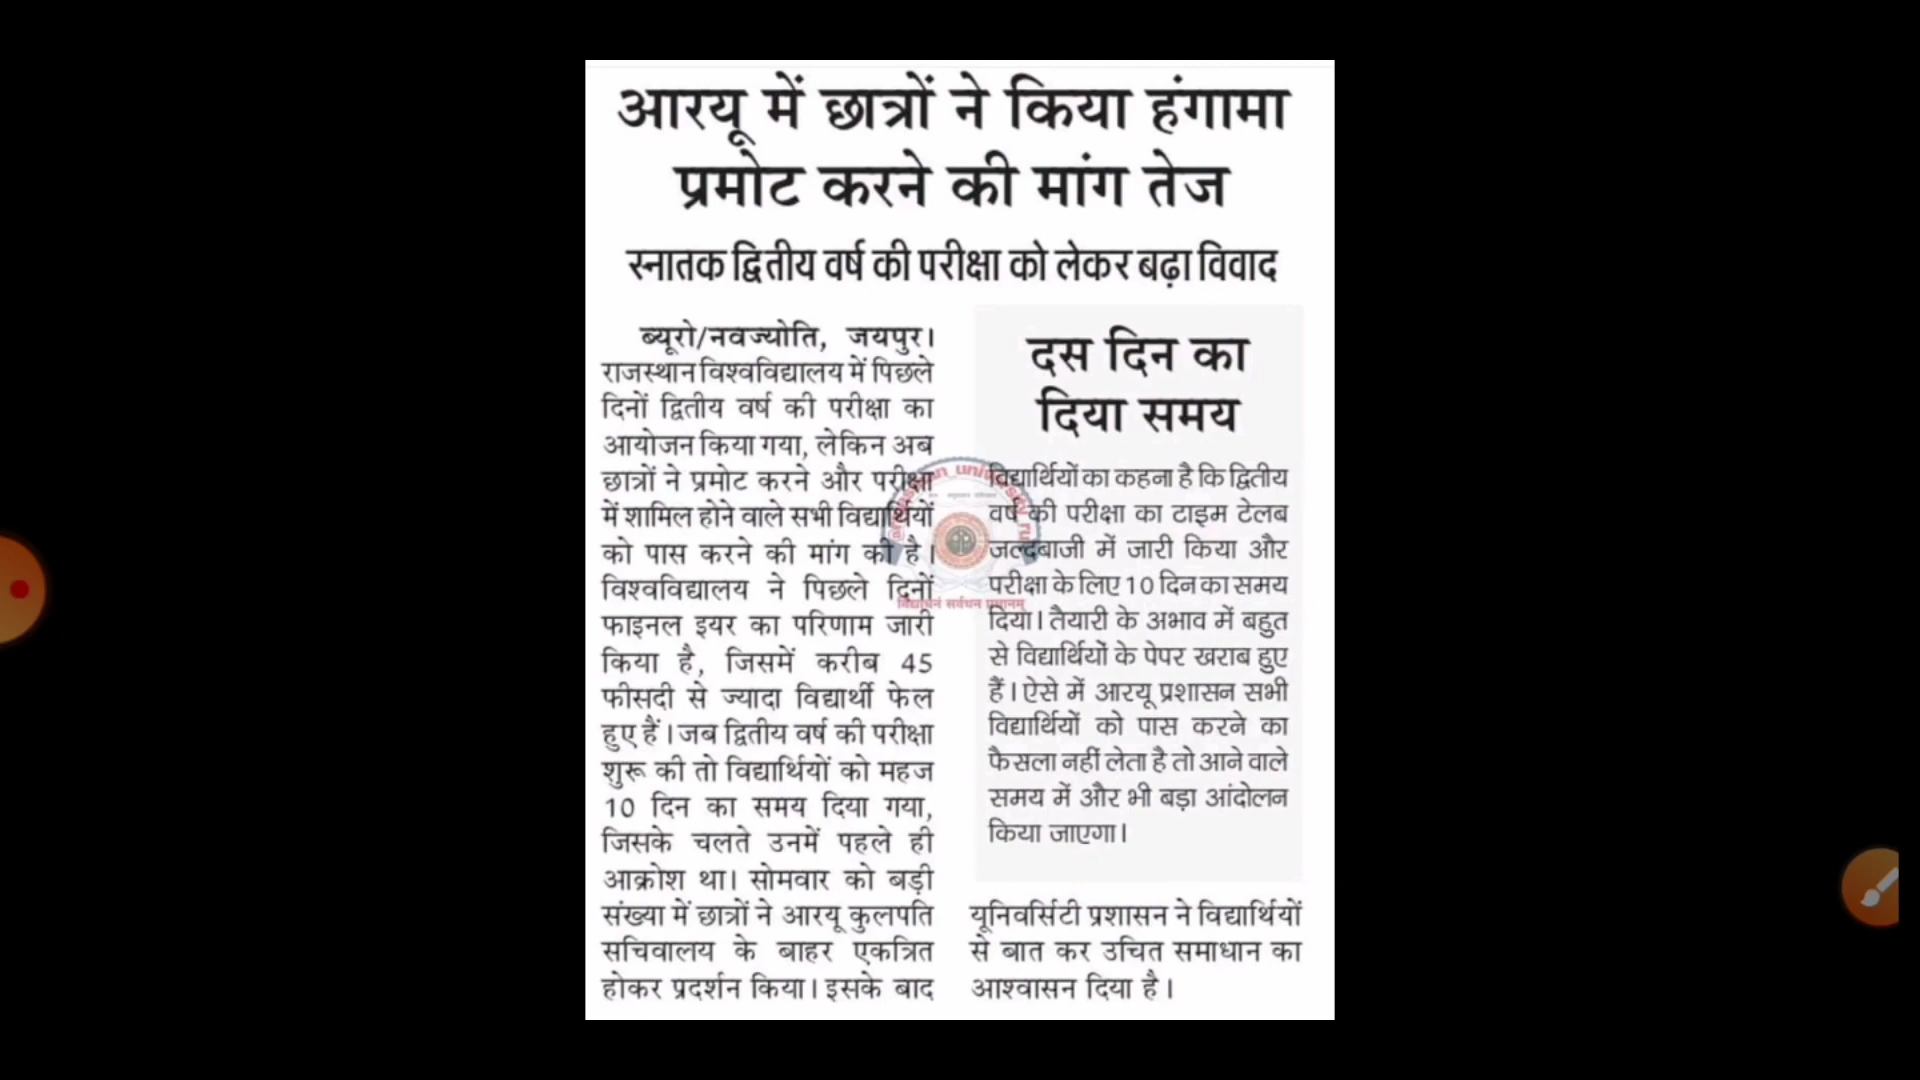 आरयू में छात्रों ने किया हंगामा
प्रमोट करने की मांग तेज
स्नातक द्वितीय वर्ष की परीक्षा को लेकर बढ़ा विवाद
ब्यूरो/नवज्योति, जयपुर।
राजस्थान विश्वविद्यालय में पिछले
दिनों द्वितीय वर्ष की परीक्षा का
आयोजन किया गया, लेकिन अब
छात्रों ने प्रमोट करने और परीक्षा
में शामिल होने वाले सभी विद्यार्थियों
को पास करने की मांग की है।
विश्वविद्यालय ने पिछले दिनों
फाइनल इयर का परिणाम जारी
किया है, जिसमें करीब 45
फीसदी से ज्यादा विद्यार्थी फेल
हुए हैं। जब द्वितीय वर्ष की परीक्षा
शुरू की तो विद्यार्थियों को महज
10 दिन का समय दिया गया,
जिसके चलते उनमें पहले ही
आक्रोश था। सोमवार को बड़ी
संख्या में छात्रों ने आरयू कुलपति
सचिवालय के बाहर एकत्रित
होकर प्रदर्शन किया। इसके बाद
दस दिन का
दिया समय
विद्यार्थियों का कहना है कि द्वितीय
वर्ष की परीक्षा का टाइम टेलब
जल्दबाजी में जारी किया और
परीक्षा के लिए 10 दिन का समय
दिया। तैयारी के अभाव में बहुत
से विद्यार्थियों के पेपर खराब हुए
हैं। ऐसे में आरयू प्रशासन सभी
विद्यार्थियों को पास करने का
फैसला नहीं लेता है तो आने वाले
समय में और भी बड़ा आंदोलन
किया जाएगा।
यूनिवर्सिटी प्रशासन ने विद्यार्थियों
से बात कर उचित समाधान का
आश्वासन दिया है।